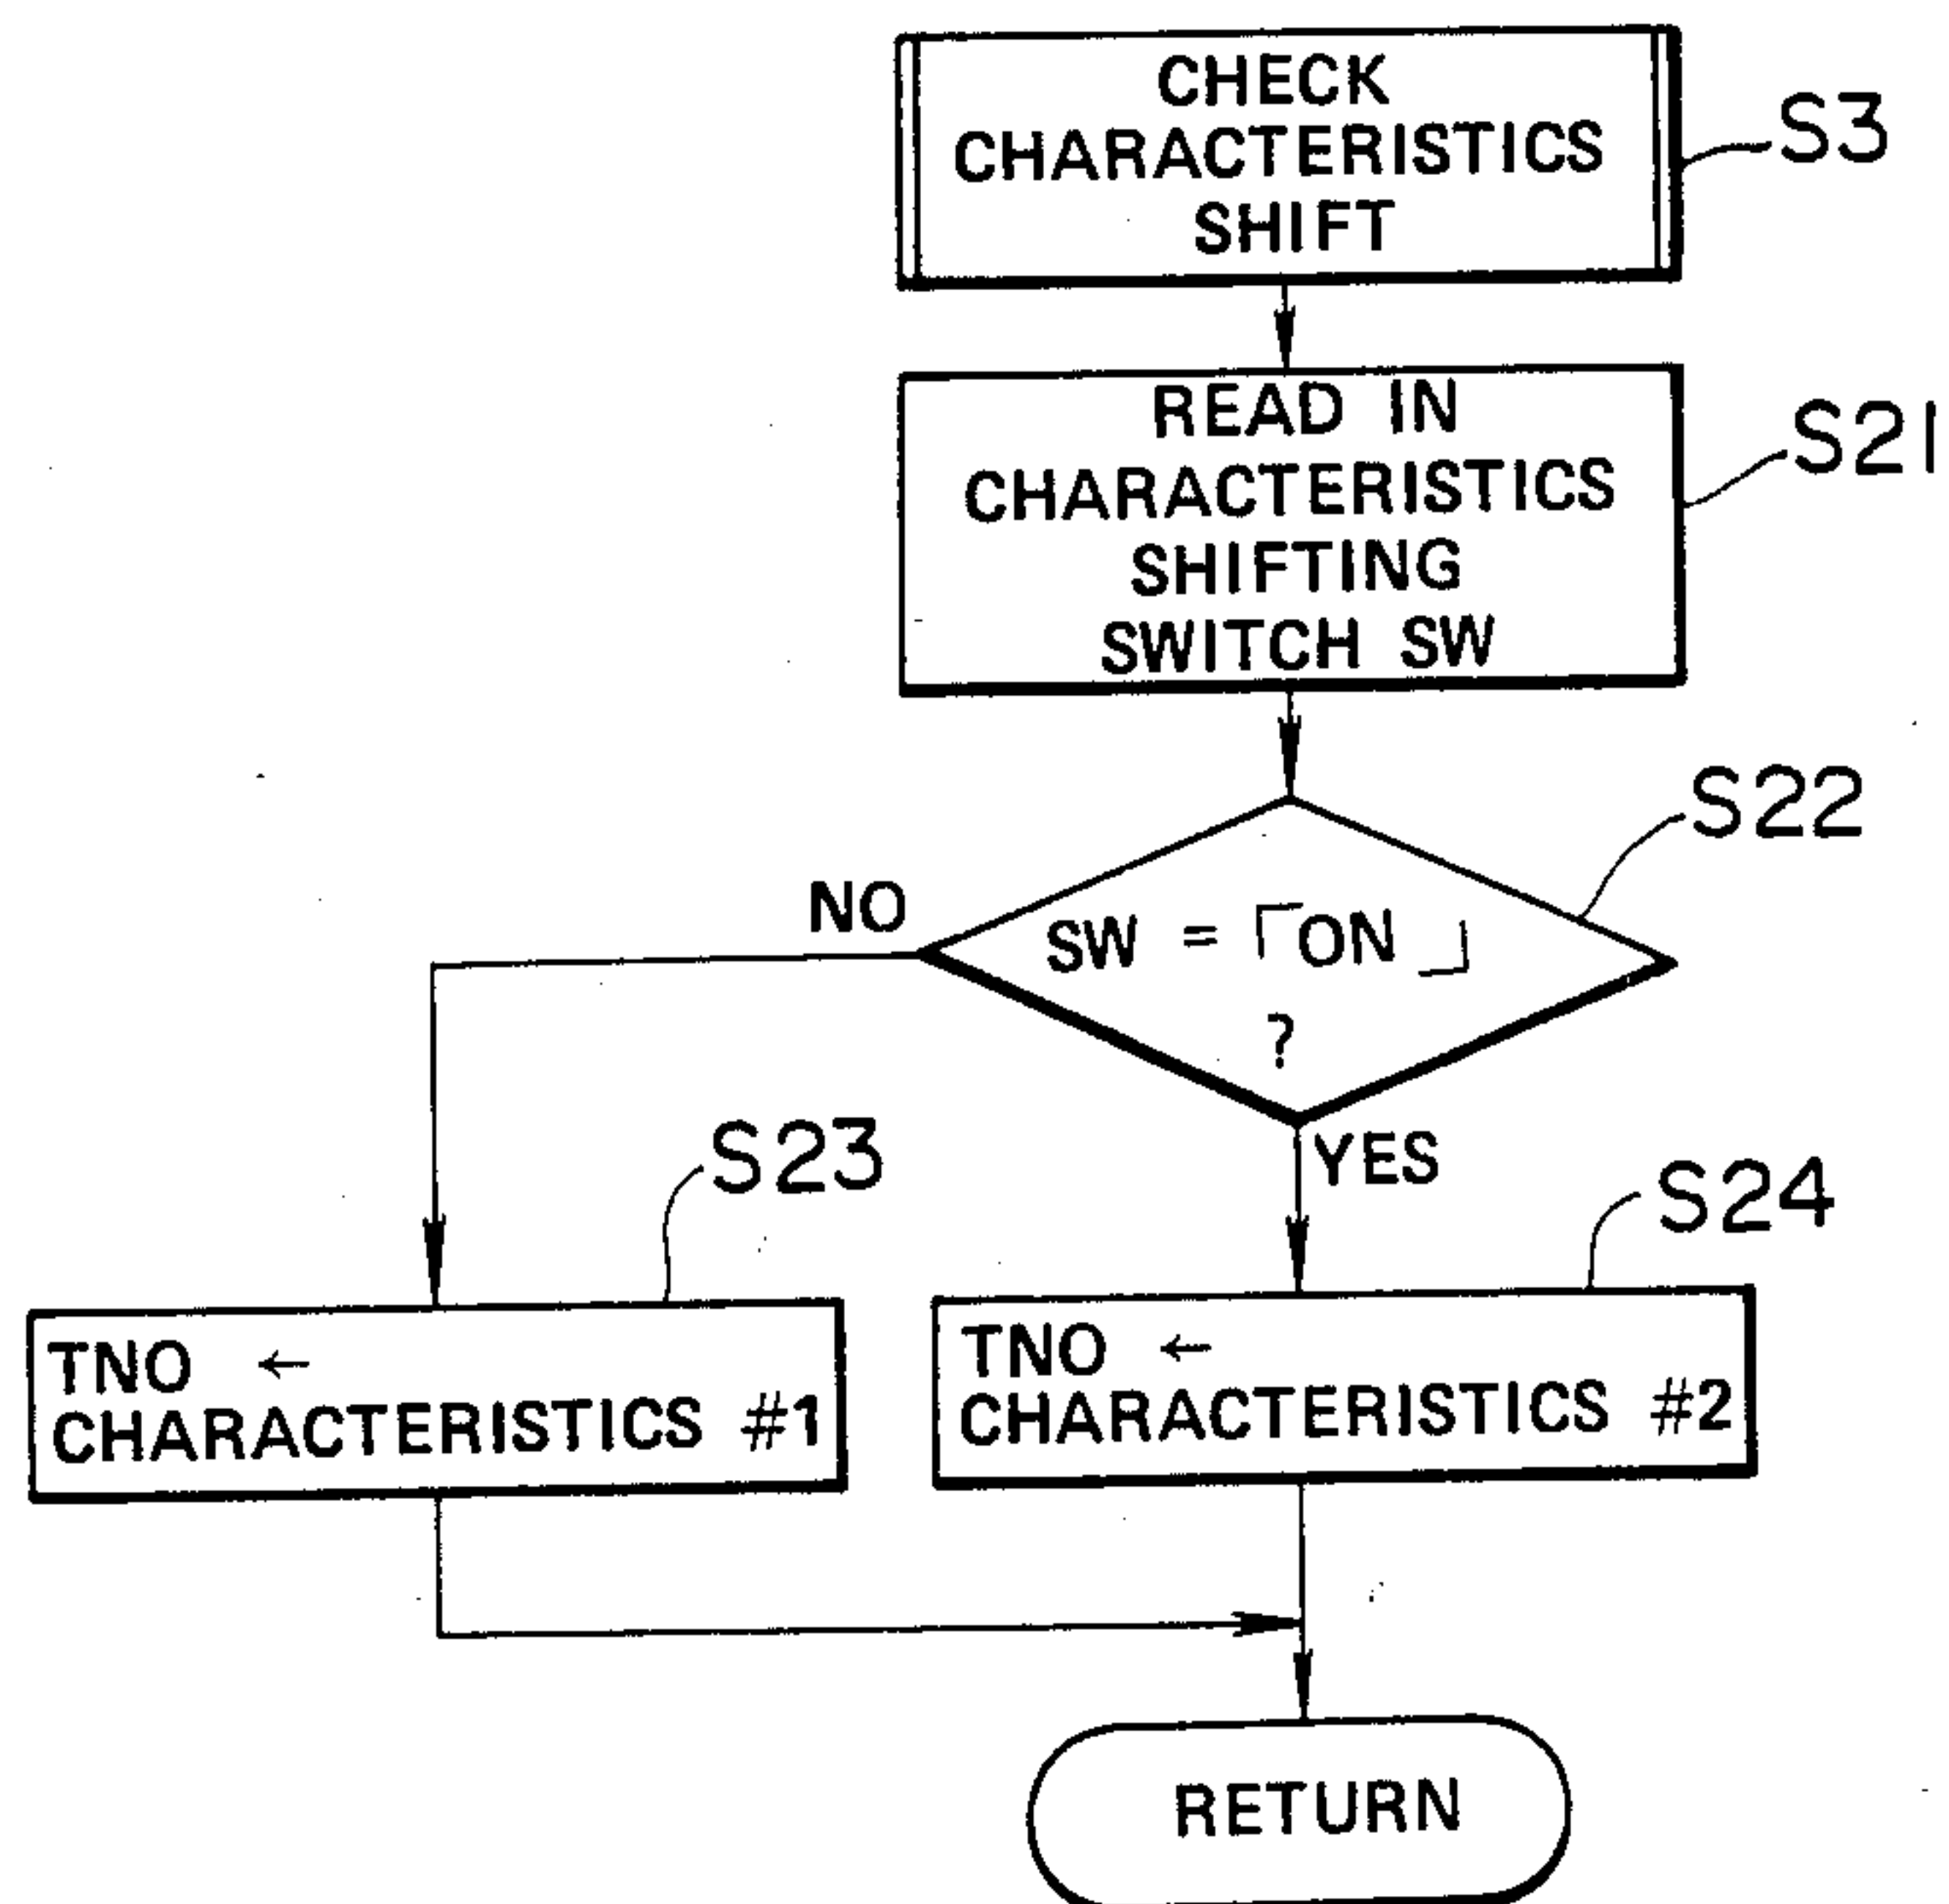 CHECK
CHARACTERISTICS
SHIFT
S3
READ IN
CHARACTERISTICS
SHIFTING
SWITCH SW
S21
S22
NO
SW = 「ON」
?
YES
S23
S24
TNO ←
CHARACTERISTICS #1
TNO ←
CHARACTERISTICS #2
RETURN